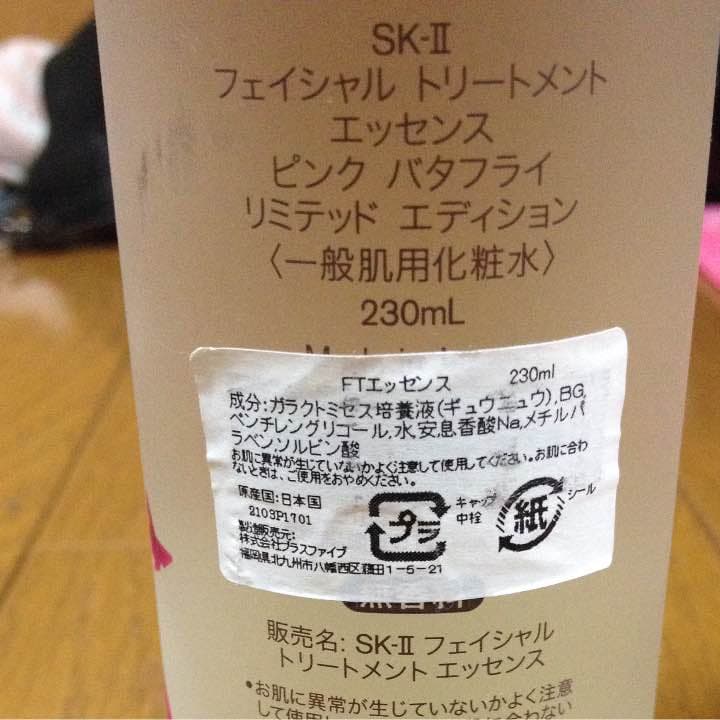 SK-II
フェイシャル トリートメント
エッセンス
ピンク バタフライ
リミテッド エディション
〈一般肌用化粧水〉
230mL
FTエッセンス 230ml
成分:ガラクトミセス培養液(ギュウニュウ),BG,
ペンチレングリコール,水,安息香酸Na,メチルパ
ラベン,ソルビン酸
お肌に異常が生じていないかよく注意して使用してください。お肌に合わ
ないときは、ご使用をおやめください。
原産国:日本国
2103P1701
製造販売元:
株式会社プラスファイブ
福岡県北九州市八幡西区
1-5-21
プラ
キャップ
中栓
紙
シール
無香料
販売名: SK-II フェイシャル
トリートメント エッセンス
•お肌に異常が生じていないかよく注意
して使用
合わない